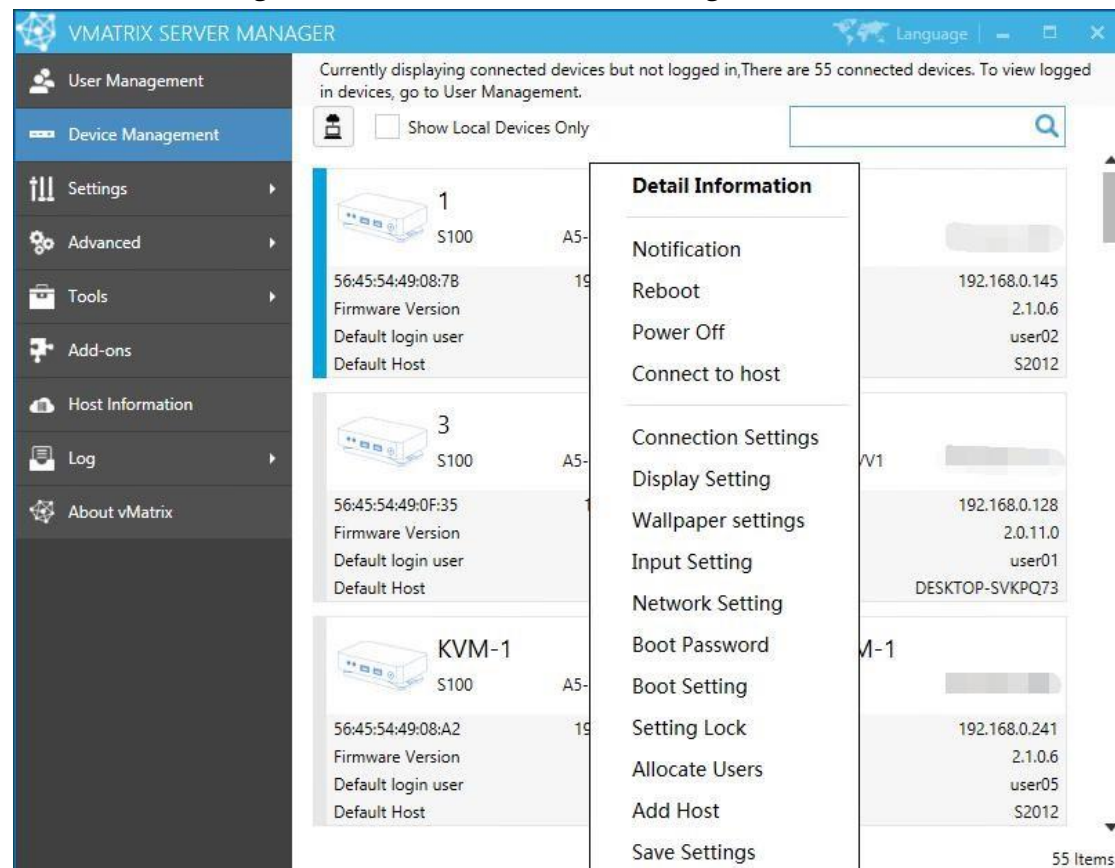 VMATRIX SERVER MANAGER
Language
User Management
Device Management
Settings
Advanced
Tools
Add-ons
Host Information
Log
About vMatrix
Currently displaying connected devices but not logged in,There are 55 connected devices. To view logged
in devices, go to User Management.
Show Local Devices Only
1
S100
A5-
56:45:54:49:08:7B
19
Firmware Version
Default login user
Default Host
192.168.0.145
2.1.0.6
user02
S2012
3
S100
A5-
56:45:54:49:0F:35
1
Firmware Version
Default login user
Default Host
192.168.0.128
2.0.11.0
user01
DESKTOP-SVKPQ73
KVM-1
S100
A5-
M-1
56:45:54:49:08:A2
19
Firmware Version
Default login user
Default Host
192.168.0.241
2.1.0.6
user05
S2012
Detail Information
Notification
Reboot
Power Off
Connect to host
Connection Settings
Display Setting
Wallpaper settings
Input Setting
Network Setting
Boot Password
Boot Setting
Setting Lock
Allocate Users
Add Host
Save Settings
55 Items